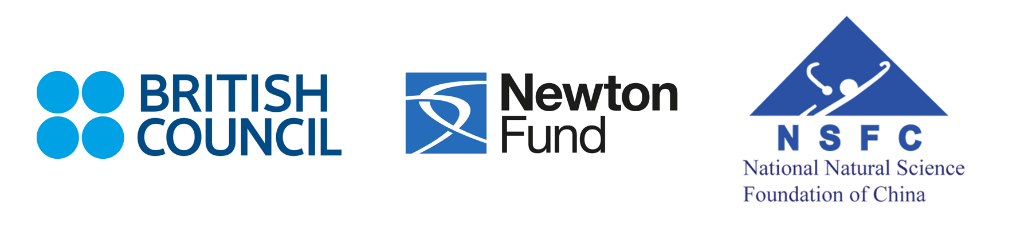 BRITISH
COUNCIL
Newton
Fund
NSFC
National Natural Science
Foundation of China